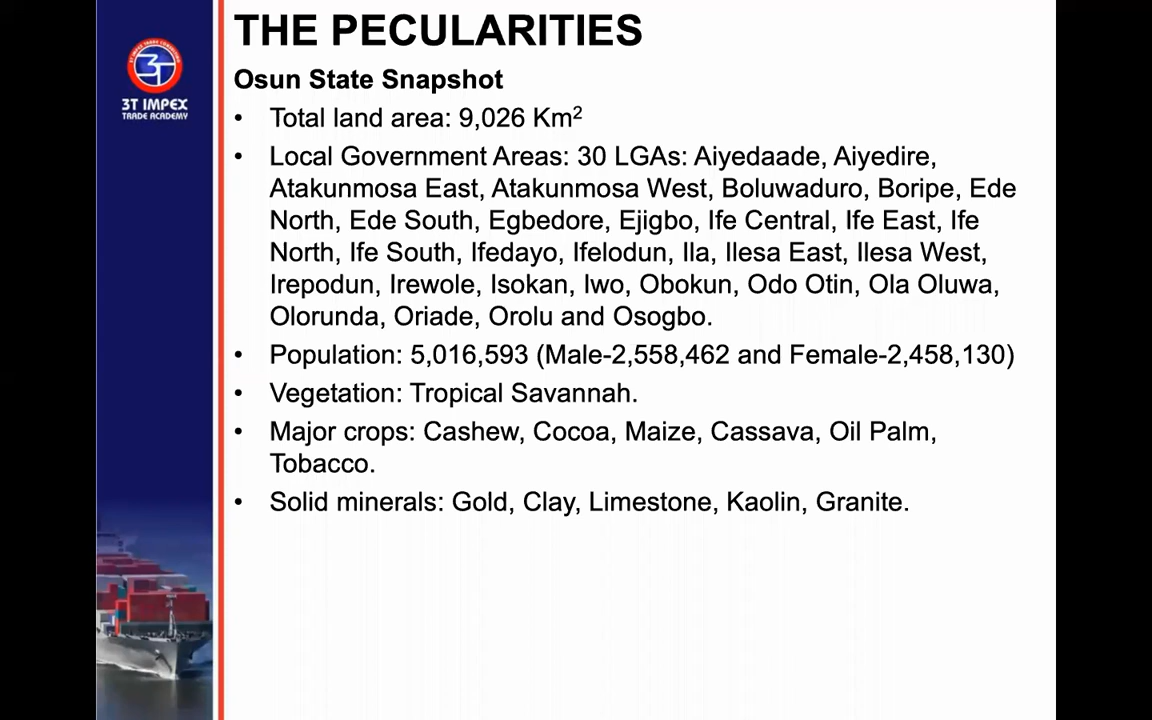 THE PECULARITIES
3T IMPEX
TRADE ACADEMY
Osun State Snapshot
• Total land area: 9,026 Km²
• Local Government Areas: 30 LGAs: Aiyedaade, Aiyedire,
Atakunmosa East, Atakunmosa West, Boluwaduro, Boripe, Ede
North, Ede South, Egbedore, Ejigbo, Ife Central, Ife East, Ife
North, Ife South, Ifedayo, Ifelodun, Ila, Ilesa East, Ilesa West,
Irepodun, Irewole, Isokan, Iwo, Obokun, Odo Otin, Ola Oluwa,
Olorunda, Oriade, Orolu and Osogbo.
• Population: 5,016,593 (Male-2,558,462 and Female-2,458,130)
• Vegetation: Tropical Savannah.
• Major crops: Cashew, Cocoa, Maize, Cassava, Oil Palm,
Tobacco.
• Solid minerals: Gold, Clay, Limestone, Kaolin, Granite.